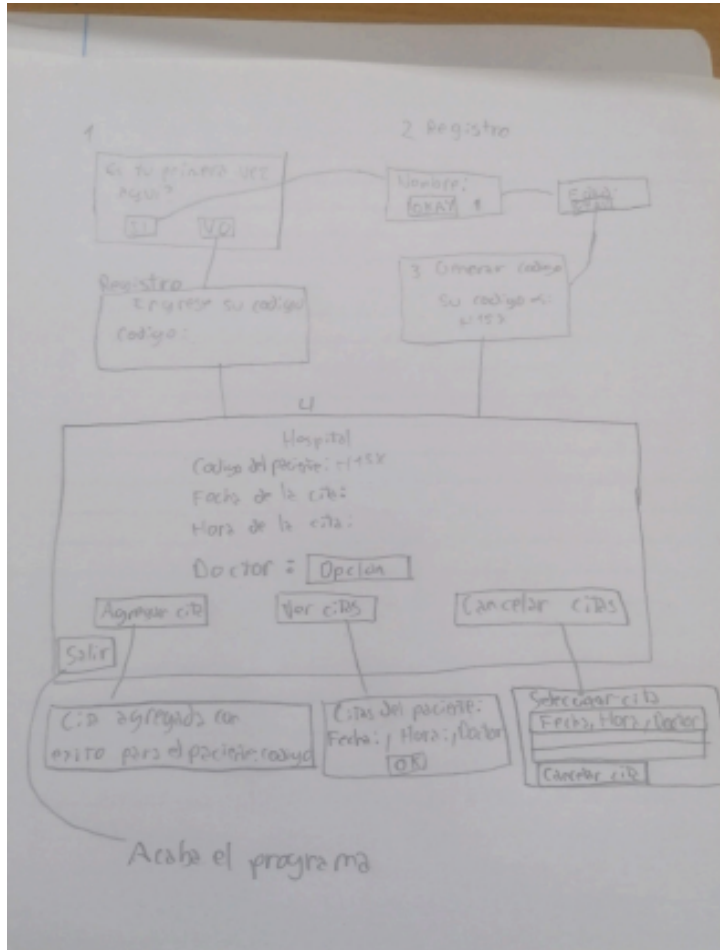 1
Es tu primera vez
aqui?
SI
NO
2 Registro
Nombre:
OKAY
Edad:
Registro
Ingrese su codigo
codigo:
3 Generar codigo
Su codigo es:
4
Hospital
Codigo del paciente:
Fecha de la cita:
Hora de la cita:
Doctor: Opcion
Agregar cita
Ver citas
Cancelar citas
Salir
Cita agregada con
exito para el paciente: codigo
Citas del paciente:
Fecha:, Hora:, Doctor
OK
Seleccionar cita
Fecha, Hora, Doctor
Cancelar cita
Acaba el programa